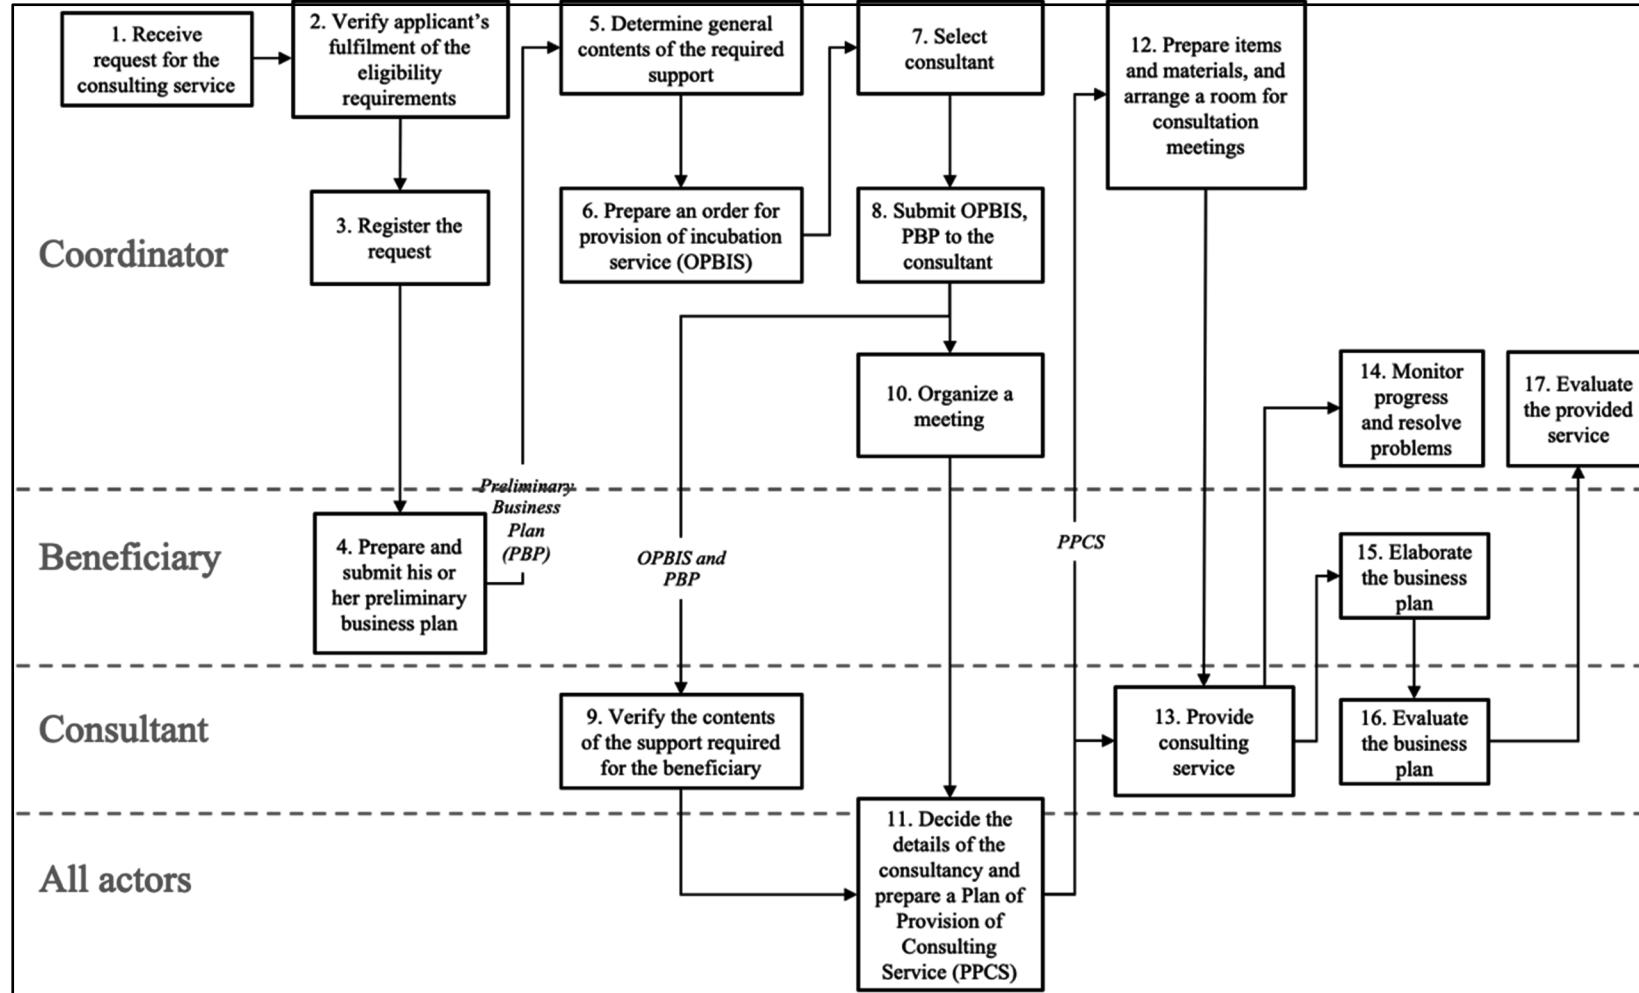 1. Receive
request for the
consulting service
2. Verify applicant's
fulfilment of the
eligibility
requirements
3. Register the
request
Coordinator
5. Determine general
contents of the required
support
6. Prepare an order for
provision of incubation
service (OPBIS)
7. Select
consultant
8. Submit OPBIS,
PBP to the
consultant
10. Organize a
meeting
12. Prepare items
and materials, and
arrange a room for
consultation
meetings
14. Monitor
progress
and resolve
problems
17. Evaluate
the provided
service
Beneficiary
4. Prepare and
submit his or
her preliminary
business plan
Preliminary
Business
Plan
(PBP)
OPBIS and
PBP
PPCS
15. Elaborate
the business
plan
Consultant
9. Verify the contents
of the support required
for the beneficiary
13. Provide
consulting
service
16. Evaluate
the business
plan
All actors
11. Decide the
details of the
consultancy and
prepare a Plan of
Provision of
Consulting
Service (PPCS)